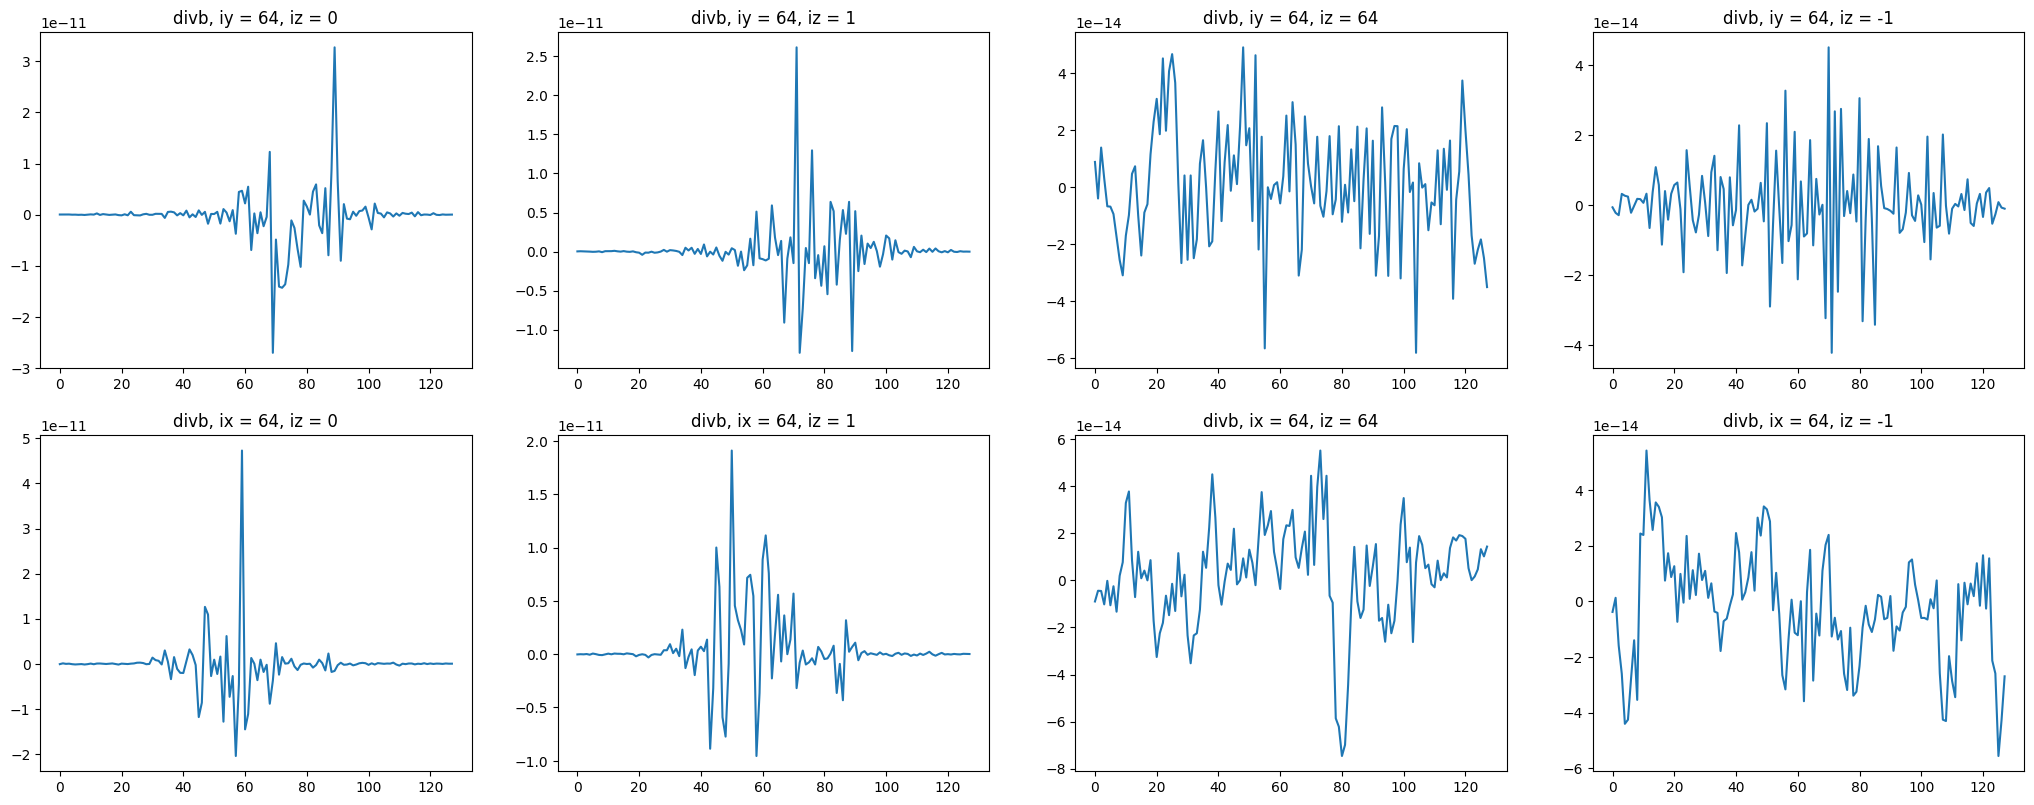 divb, iy = 64, iz = 0
1e−11
3
2
1
0
−1
−2
−3
0 20 40 60 80 100 120
divb, iy = 64, iz = 1
1e−11
2.5
2.0
1.5
1.0
0.5
0.0
−0.5
−1.0
0 20 40 60 80 100 120
divb, iy = 64, iz = 64
1e−14
4
2
0
−2
−4
−6
0 20 40 60 80 100 120
divb, iy = 64, iz = -1
1e−14
4
2
0
−2
−4
0 20 40 60 80 100 120
divb, ix = 64, iz = 0
1e−11
5
4
3
2
1
0
−1
−2
0 20 40 60 80 100 120
divb, ix = 64, iz = 1
1e−11
2.0
1.5
1.0
0.5
0.0
−0.5
−1.0
0 20 40 60 80 100 120
divb, ix = 64, iz = 64
1e−14
6
4
2
0
−2
−4
−6
−8
0 20 40 60 80 100 120
divb, ix = 64, iz = -1
1e−14
4
2
0
−2
−4
−6
0 20 40 60 80 100 120